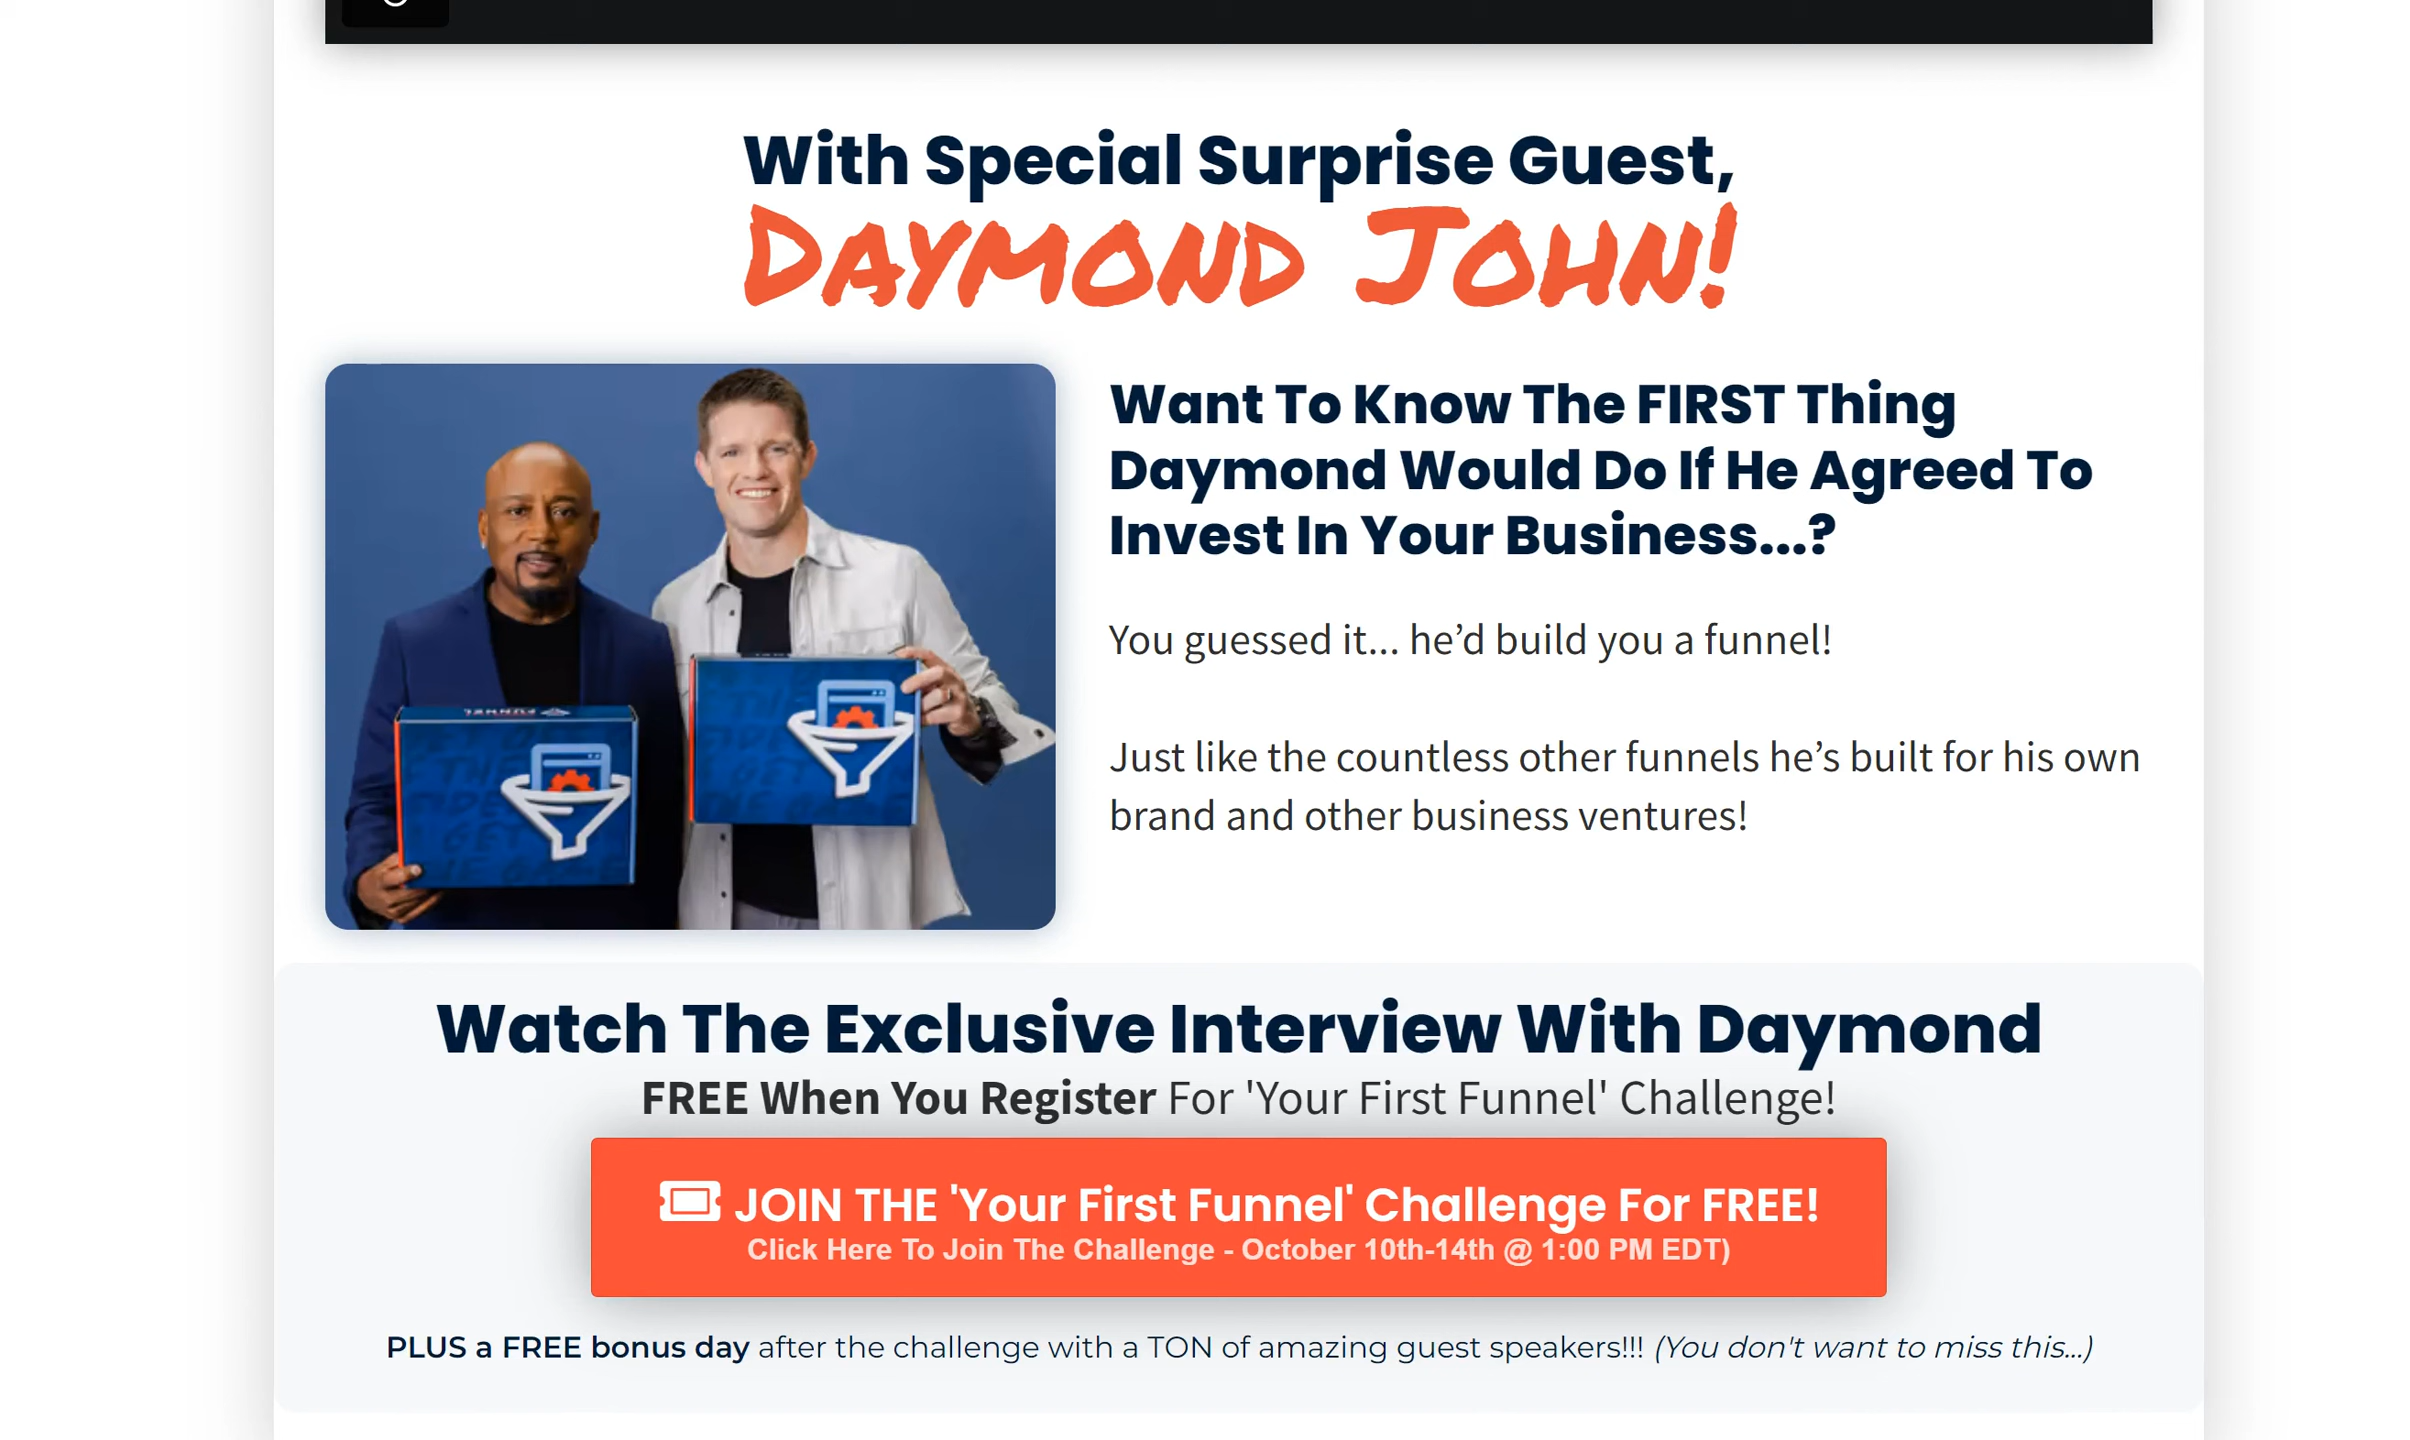 With Special Surprise Guest,
DAYMOND JOHN!
Want To Know The FIRST Thing
Daymond Would Do If He Agreed To
Invest In Your Business...?
You guessed it... he’d build you a funnel!
Just like the countless other funnels he’s built for his own
brand and other business ventures!
Watch The Exclusive Interview With Daymond
FREE When You Register For 'Your First Funnel' Challenge!
JOIN THE 'Your First Funnel' Challenge For FREE!
Click Here To Join The Challenge - October 10th-14th @ 1:00 PM EDT)
PLUS a FREE bonus day after the challenge with a TON of amazing guest speakers!!! (You don't want to miss this...)